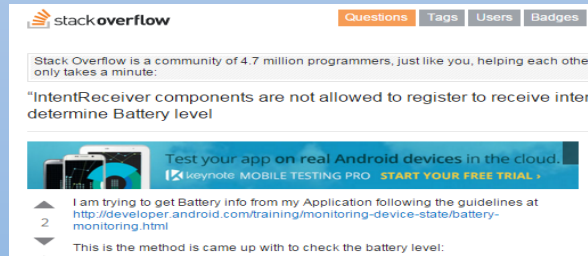 stackoverflow
Questions Tags Users Badges
Stack Overflow is a community of 4.7 million programmers, just like you, helping each othe
only takes a minute:
"IntentReceiver components are not allowed to register to receive inter
determine Battery level
Test your app on real Android devices in the cloud.
keynote MOBILE TESTING PRO START YOUR FREE TRIAL ›
I am trying to get Battery info from my Application following the guidelines at
2
http://developer.android.com/training/monitoring-device-state/battery-
monitoring.html
This is the method is came up with to check the battery level: